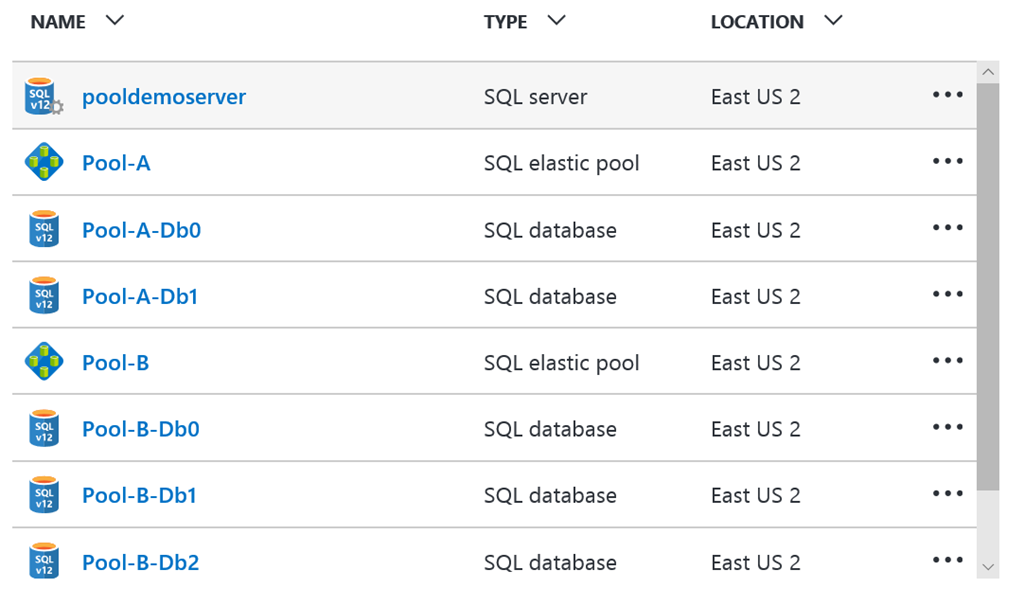 NAME TYPE LOCATION
SQL v12 pooldemoserver SQL server East US 2
Pool-A SQL elastic pool East US 2
SQL v12 Pool-A-Db0 SQL database East US 2
SQL v12 Pool-A-Db1 SQL database East US 2
Pool-B SQL elastic pool East US 2
SQL v12 Pool-B-Db0 SQL database East US 2
SQL v12 Pool-B-Db1 SQL database East US 2
SQL v12 Pool-B-Db2 SQL database East US 2